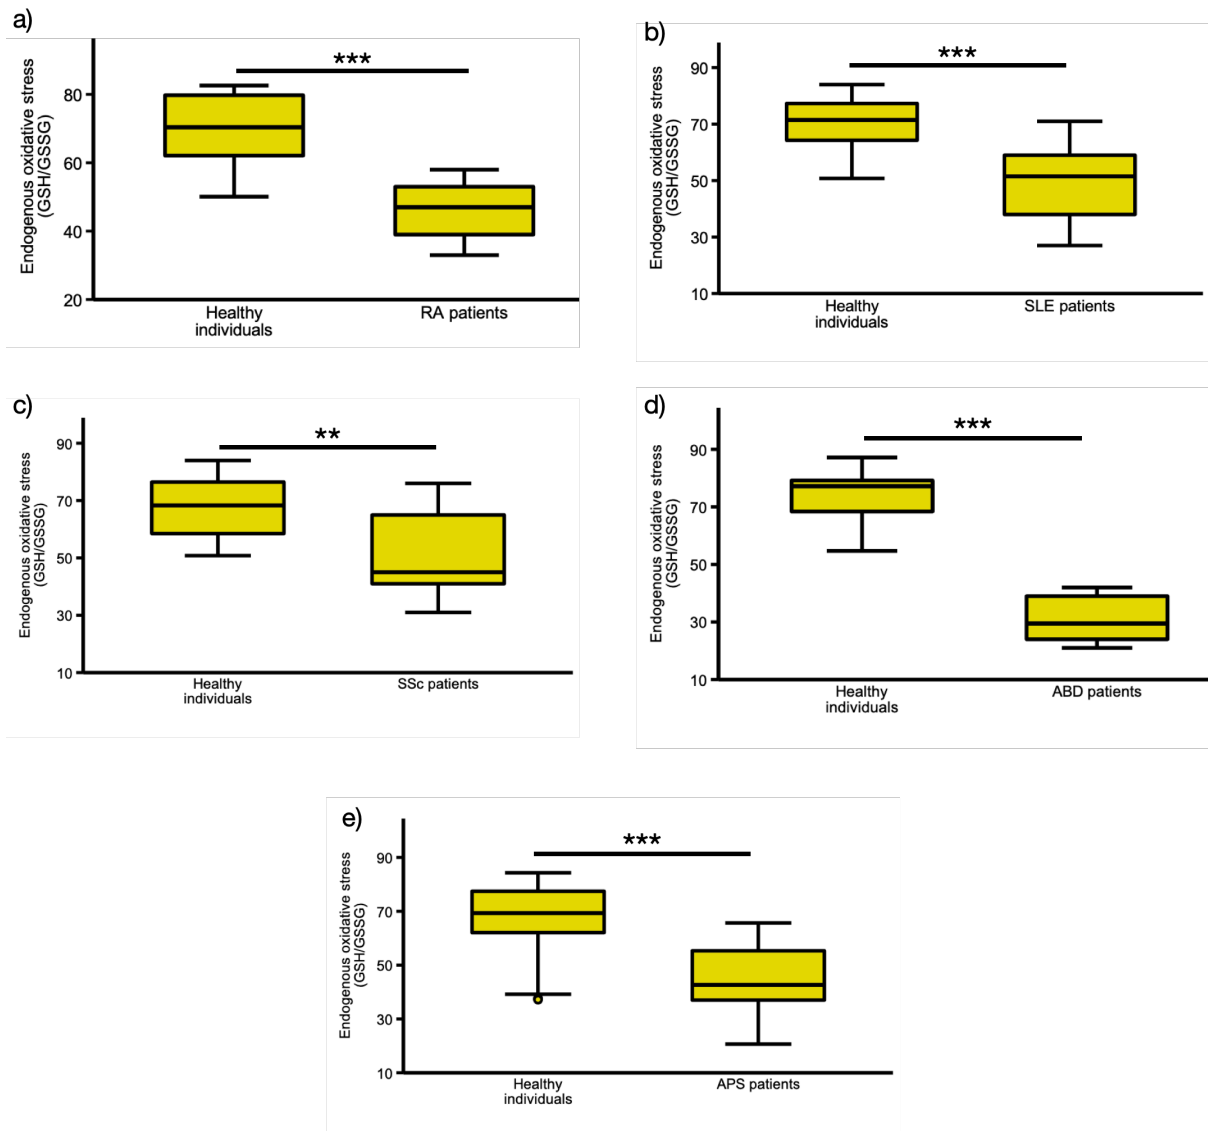 a)
Endogenous oxidative stress
(GSH/GSSG)
80
60
40
20
***
Healthy
individuals
RA patients
b)
Endogenous oxidative stress
(GSH/GSSG)
90
70
50
30
10
***
Healthy
individuals
SLE patients
c)
Endogenous oxidative stress
(GSH/GSSG)
90
70
50
30
10
**
Healthy
individuals
SSc patients
d)
Endogenous oxidative stress
(GSH/GSSG)
90
70
50
30
10
***
Healthy
individuals
ABD patients
e)
Endogenous oxidative stress
(GSH/GSSG)
90
70
50
30
10
***
Healthy
individuals
APS patients